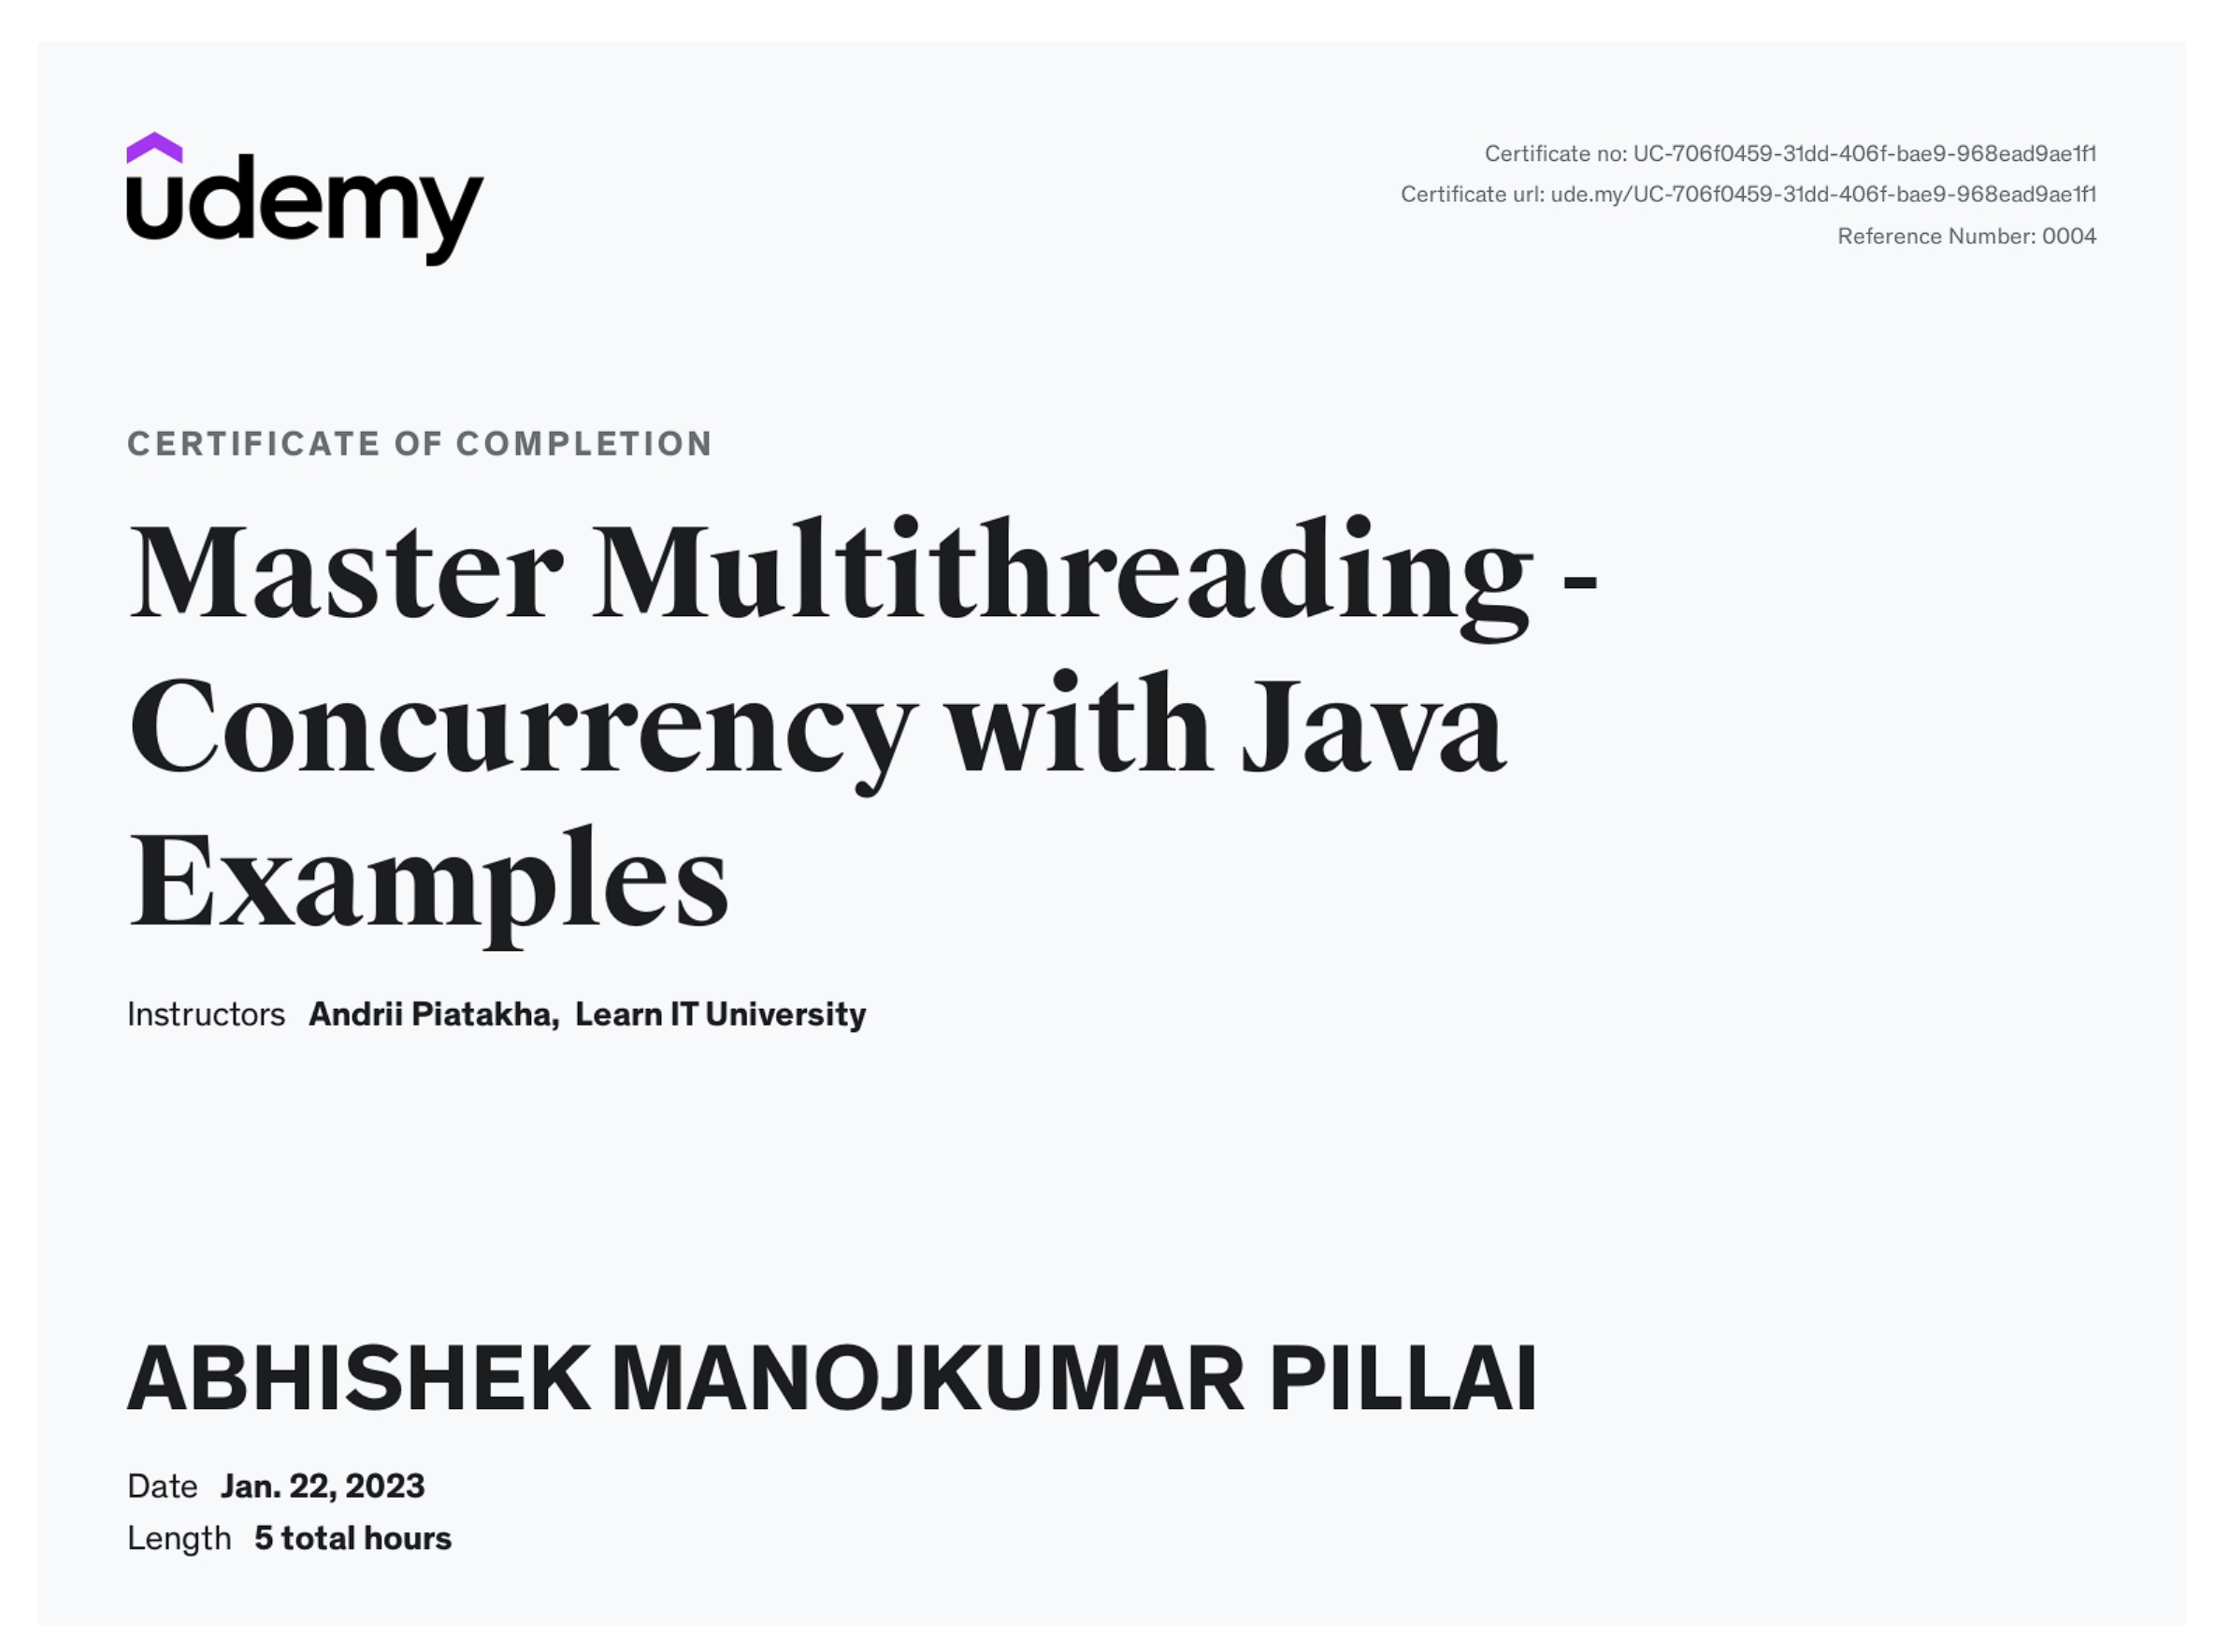 udemy
Certificate no: UC-706f0459-31dd-406f-bae9-968ead9ae1f1
Certificate url: ude.my/UC-706f0459-31dd-406f-bae9-968ead9ae1f1
Reference Number: 0004
CERTIFICATE OF COMPLETION
Master Multithreading -
Concurrency with Java
Examples
Instructors Andrii Piatakha, Learn IT University
ABHISHEK MANOJKUMAR PILLAI
Date Jan. 22, 2023
Length 5 total hours